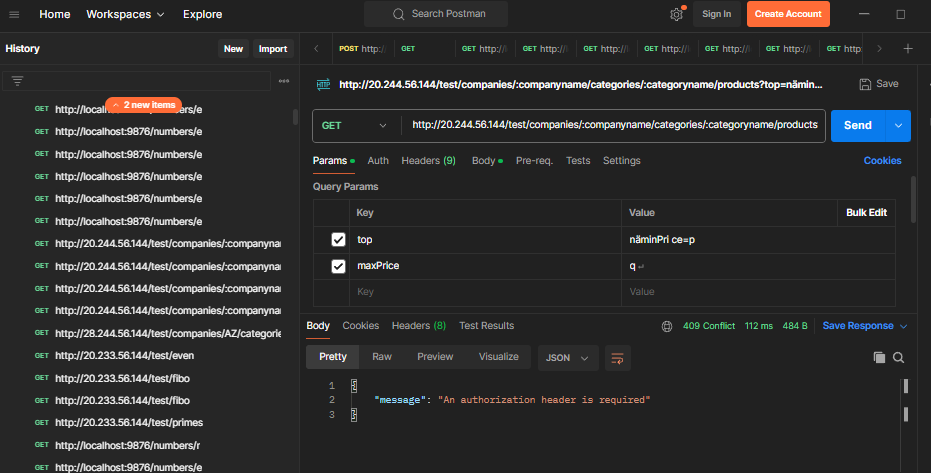 Home Workspaces Explore Search Postman Sign In Create Account
History New Import
POST http:/ GET GET http:/// GET http:/// GET http:/// GET http:/// GET http:/// GET http:/// GET http:
2 new items
GET http://localhost:9876/numbers/e
GET http://localhost:9876/numbers/e
GET http://localhost:9876/numbers/e
GET http://localhost:9876/numbers/e
GET http://localhost:9876/numbers/e
GET http://localhost:9876/numbers/e
GET http://20.244.56.144/test/companies/:companynar
GET http://20.244.56.144/test/companies/:companynar
GET http://20.244.56.144/test/companies/:companynar
GET http://20.244.56.144/test/companies/:companynar
GET http://28.244.56.144/test/companies/AZ/categorie
GET http://20.233.56.144/test/even
GET http://20.233.56.144/test/fibo
GET http://20.233.56.144/test/fibo
GET http://20.233.56.144/test/primes
GET http://localhost:9876/numbers/r
GET http://localhost:9876/numbers/e
HTTP http://20.244.56.144/test/companies/:companyname/categories/:categoryname/products?top=nämin... Save
GET http://20.244.56.144/test/companies/:companyname/categories/:categoryname/products Send
Params Auth Headers (9) Body Pre-req. Tests Settings Cookies
Query Params
Key Value Bulk Edit
top näminPri ce=p
maxPrice q ↵
Key Value
Body Cookies Headers (8) Test Results 409 Conflict 112 ms 484 B Save Response
Pretty Raw Preview Visualize JSON
1 {
2 "message": "An authorization header is required"
3 }